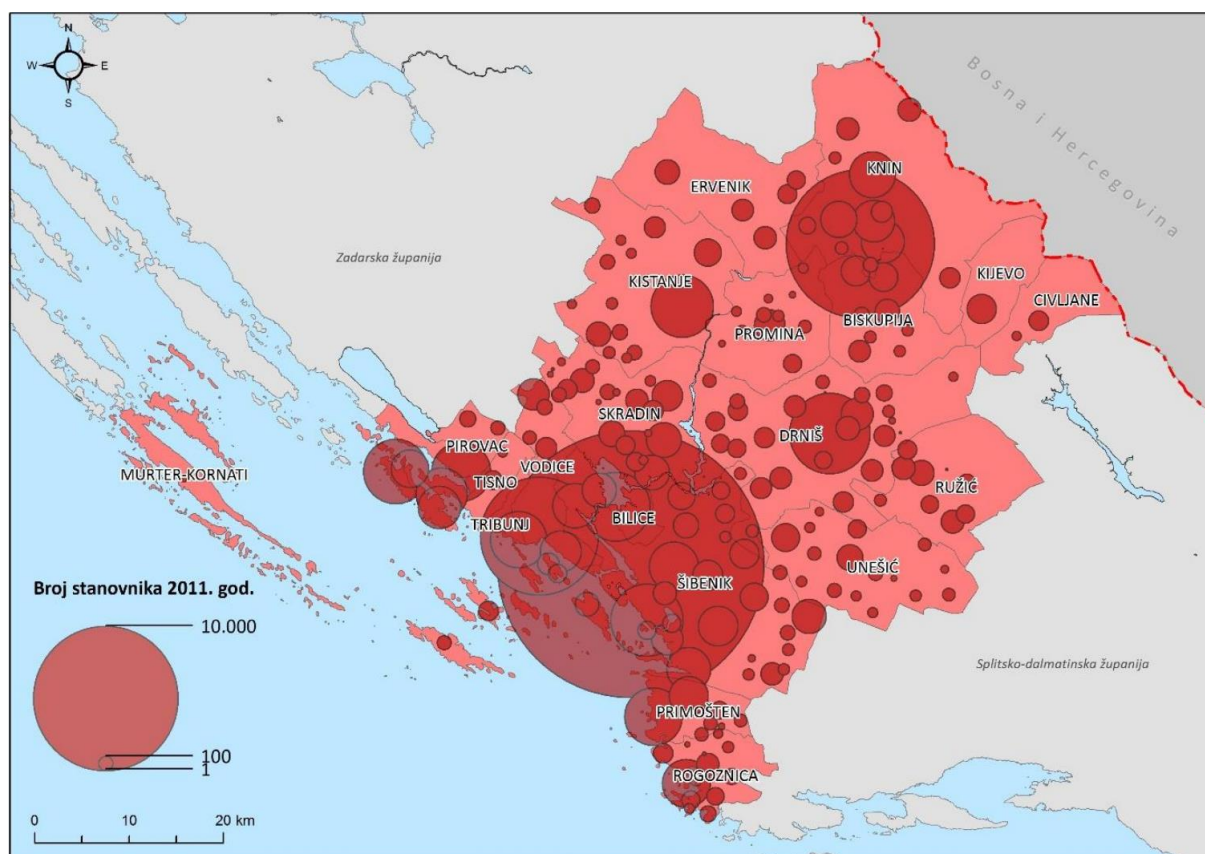 N
W E
S
Bosna i Hercegovina
KNIN
ERVENIK
Zadarska županija
KIJEVO
KISTANJE
CIVLJANE
BISKUPIJA
PROMINA
SKRADIN
DRNIŠ
PIROVAC
VODICE
MURTER-KORNATI
TISNO
RUŽIĆ
BILICE
TRIBUNJ
UNEŠIĆ
ŠIBENIK
Broj stanovnika 2011. god.
10.000
Splitsko-dalmatinska županija
PRIMOŠTEN
100
1
ROGOZNICA
0 10 20 km